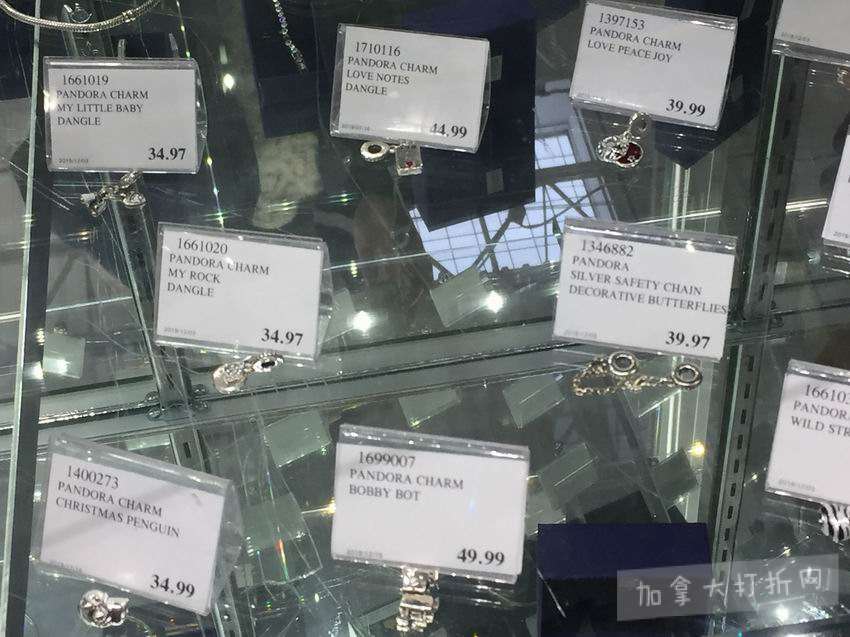 1661019
PANDORA CHARM
MY LITTLE BABY
DANGLE
34.97
1710116
PANDORA CHARM
LOVE NOTES
DANGLE
44.99
1397153
PANDORA CHARM
LOVE PEACE JOY
39.99
1661020
PANDORA CHARM
MY ROCK
DANGLE
34.97
1346882
PANDORA
SILVER SAFETY CHAIN
DECORATIVE BUTTERFLIES
39.97
1400273
PANDORA CHARM
CHRISTMAS PENGUIN
34.99
1699007
PANDORA CHARM
BOBBY BOT
49.99
PANDORA
WILD
加拿大打折网